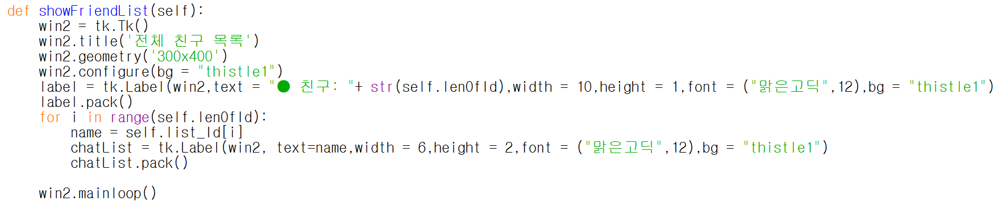 def showFriendList(self):
    win2 = tk.Tk()
    win2.title('전체 친구 목록')
    win2.geometry('300x400')
    win2.configure(bg = "thistle1")
    label = tk.Label(win2,text = "● 친구: "+ str(self.lenOfId),width = 10,height = 1,font = ("맑은고딕",12),bg = "thistle1")
    label.pack()
    for i in range(self.lenOfId):
        name = self.list_Id[i]
        chatList = tk.Label(win2, text=name,width = 6,height = 2,font = ("맑은고딕",12),bg = "thistle1")
        chatList.pack()
    win2.mainloop()